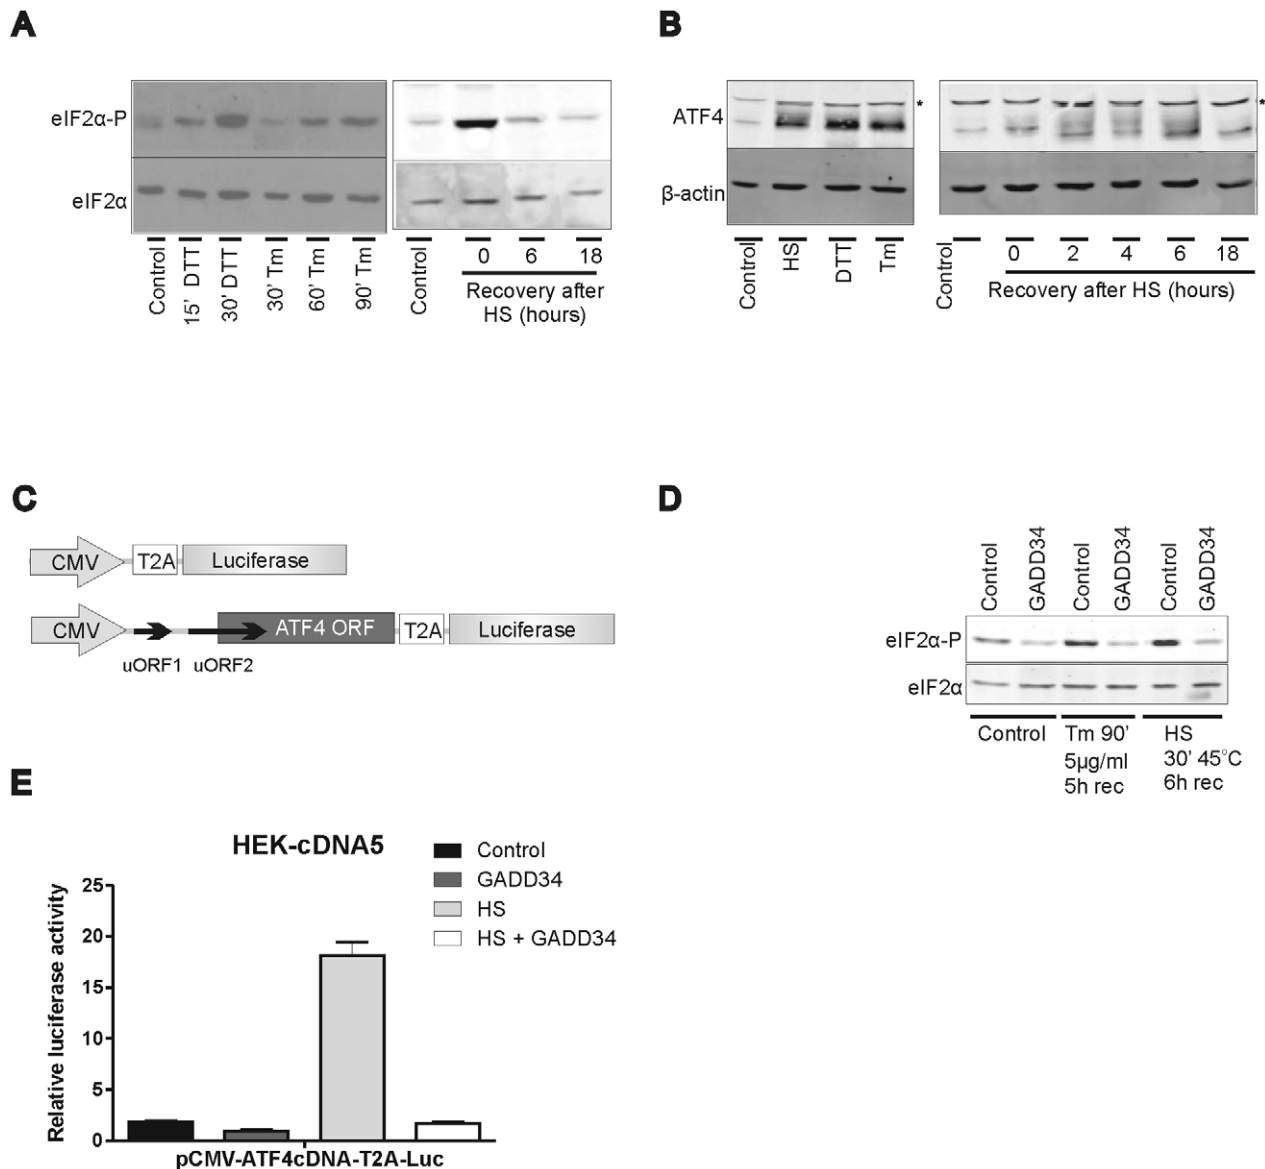 A
eIF2α-P
eIF2α
Control
15' DTT
30' DTT
30' Tm
60' Tm
90' Tm
Control
0 6 18
Recovery after
HS (hours)
B
ATF4
*
*
β-actin
Control
HS
DTT
Tm
Control
0 2 4 6 18
Recovery after HS (hours)
C
CMV T2A Luciferase
CMV ATF4 ORF T2A Luciferase
uORF1 uORF2
D
Control
GADD34
Control
GADD34
Control
GADD34
eIF2α-P
eIF2α
Control
Tm 90'
5µg/ml
5h rec
HS
30' 45°C
6h rec
E
HEK-cDNA5
Control
GADD34
HS
HS + GADD34
Relative luciferase activity
25
20
15
10
5
0
pCMV-ATF4cDNA-T2A-Luc